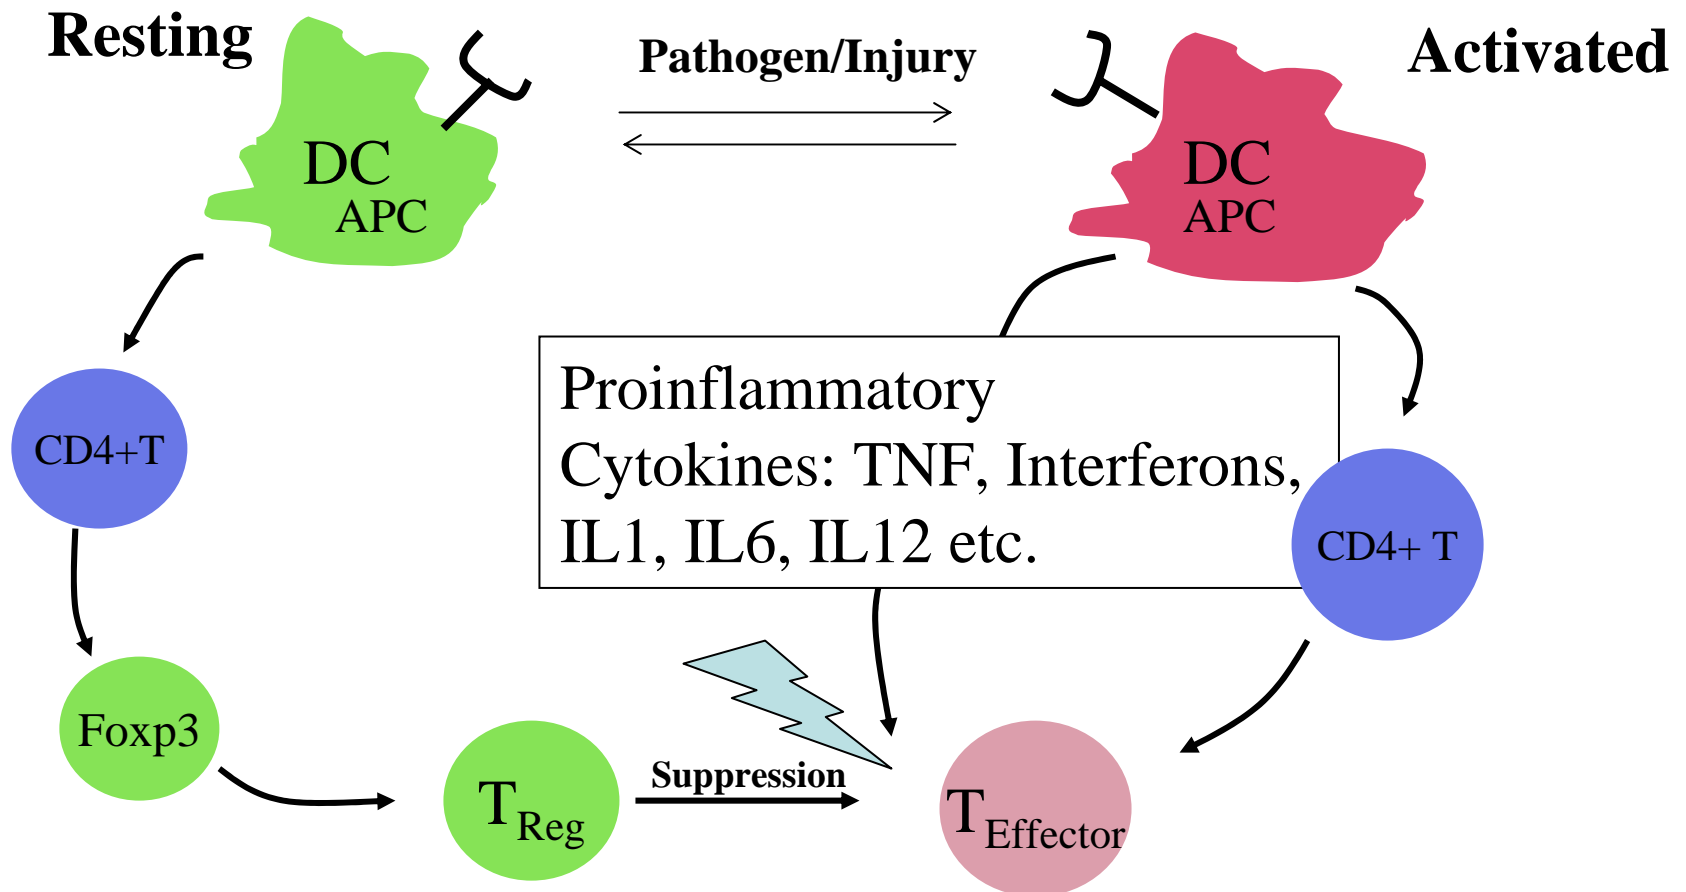 Resting
Pathogen/Injury
Activated
DC
APC
DC
APC
CD4+T
Proinflammatory
Cytokines: TNF, Interferons,
IL1, IL6, IL12 etc.
CD4+ T
Foxp3
TReg
Suppression
TEffector